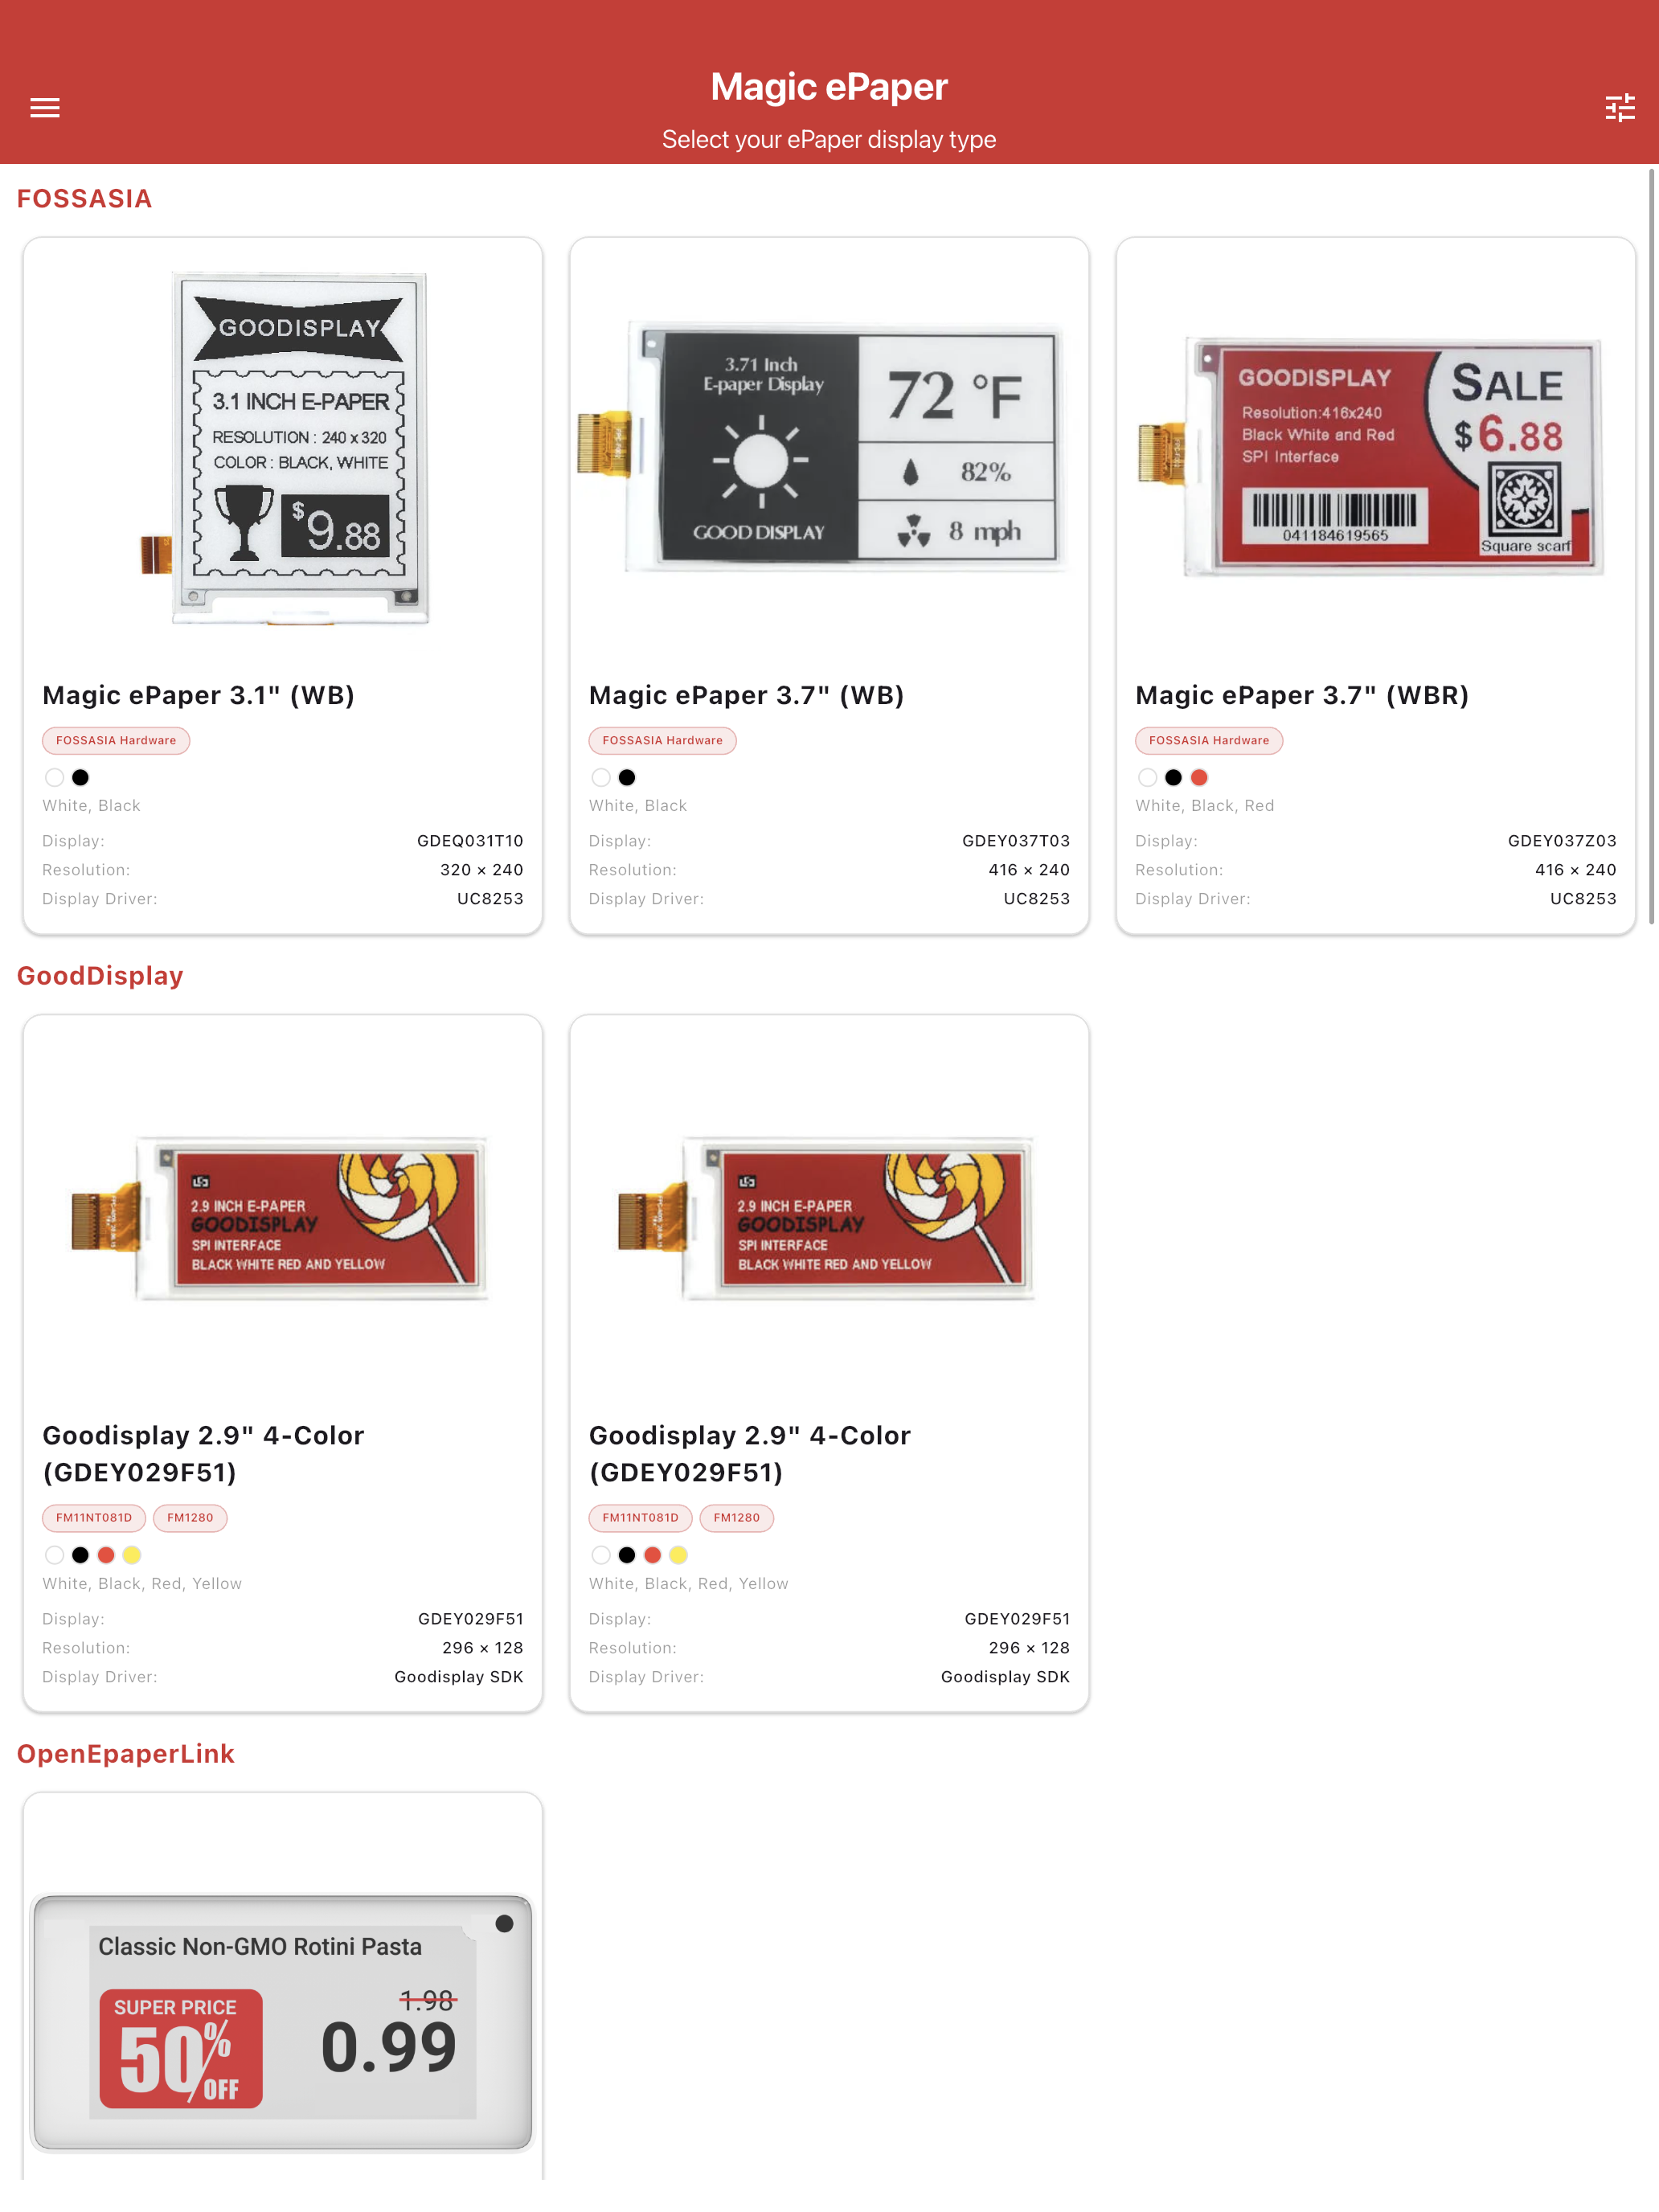 Magic ePaper
Select your ePaper display type
FOSSASIA
GOODISPLAY
3.1 INCH E-PAPER
RESOLUTION : 240 x 320
COLOR : BLACK, WHITE
$9.88
Magic ePaper 3.1" (WB)
FOSSASIA Hardware
White, Black
Display: GDEQ031T10
Resolution: 320 × 240
Display Driver: UC8253
3.71 Inch
E-paper Display
GOOD DISPLAY
72 °F
82%
8 mph
Magic ePaper 3.7" (WB)
FOSSASIA Hardware
White, Black
Display: GDEY037T03
Resolution: 416 × 240
Display Driver: UC8253
GOODISPLAY
Resolution:416x240
Black White and Red
SPI Interface
041184619565
SALE
$6.88
Square scarf
Magic ePaper 3.7" (WBR)
FOSSASIA Hardware
White, Black, Red
Display: GDEY037Z03
Resolution: 416 × 240
Display Driver: UC8253
GoodDisplay
2.9 INCH E-PAPER
GOODISPLAY
SPI INTERFACE
BLACK WHITE RED AND YELLOW
Goodisplay 2.9" 4-Color
(GDEY029F51)
FM11NT081D FM1280
White, Black, Red, Yellow
Display: GDEY029F51
Resolution: 296 × 128
Display Driver: Goodisplay SDK
2.9 INCH E-PAPER
GOODISPLAY
SPI INTERFACE
BLACK WHITE RED AND YELLOW
Goodisplay 2.9" 4-Color
(GDEY029F51)
FM11NT081D FM1280
White, Black, Red, Yellow
Display: GDEY029F51
Resolution: 296 × 128
Display Driver: Goodisplay SDK
OpenEpaperLink
Classic Non-GMO Rotini Pasta
SUPER PRICE
50% OFF
1.98
0.99